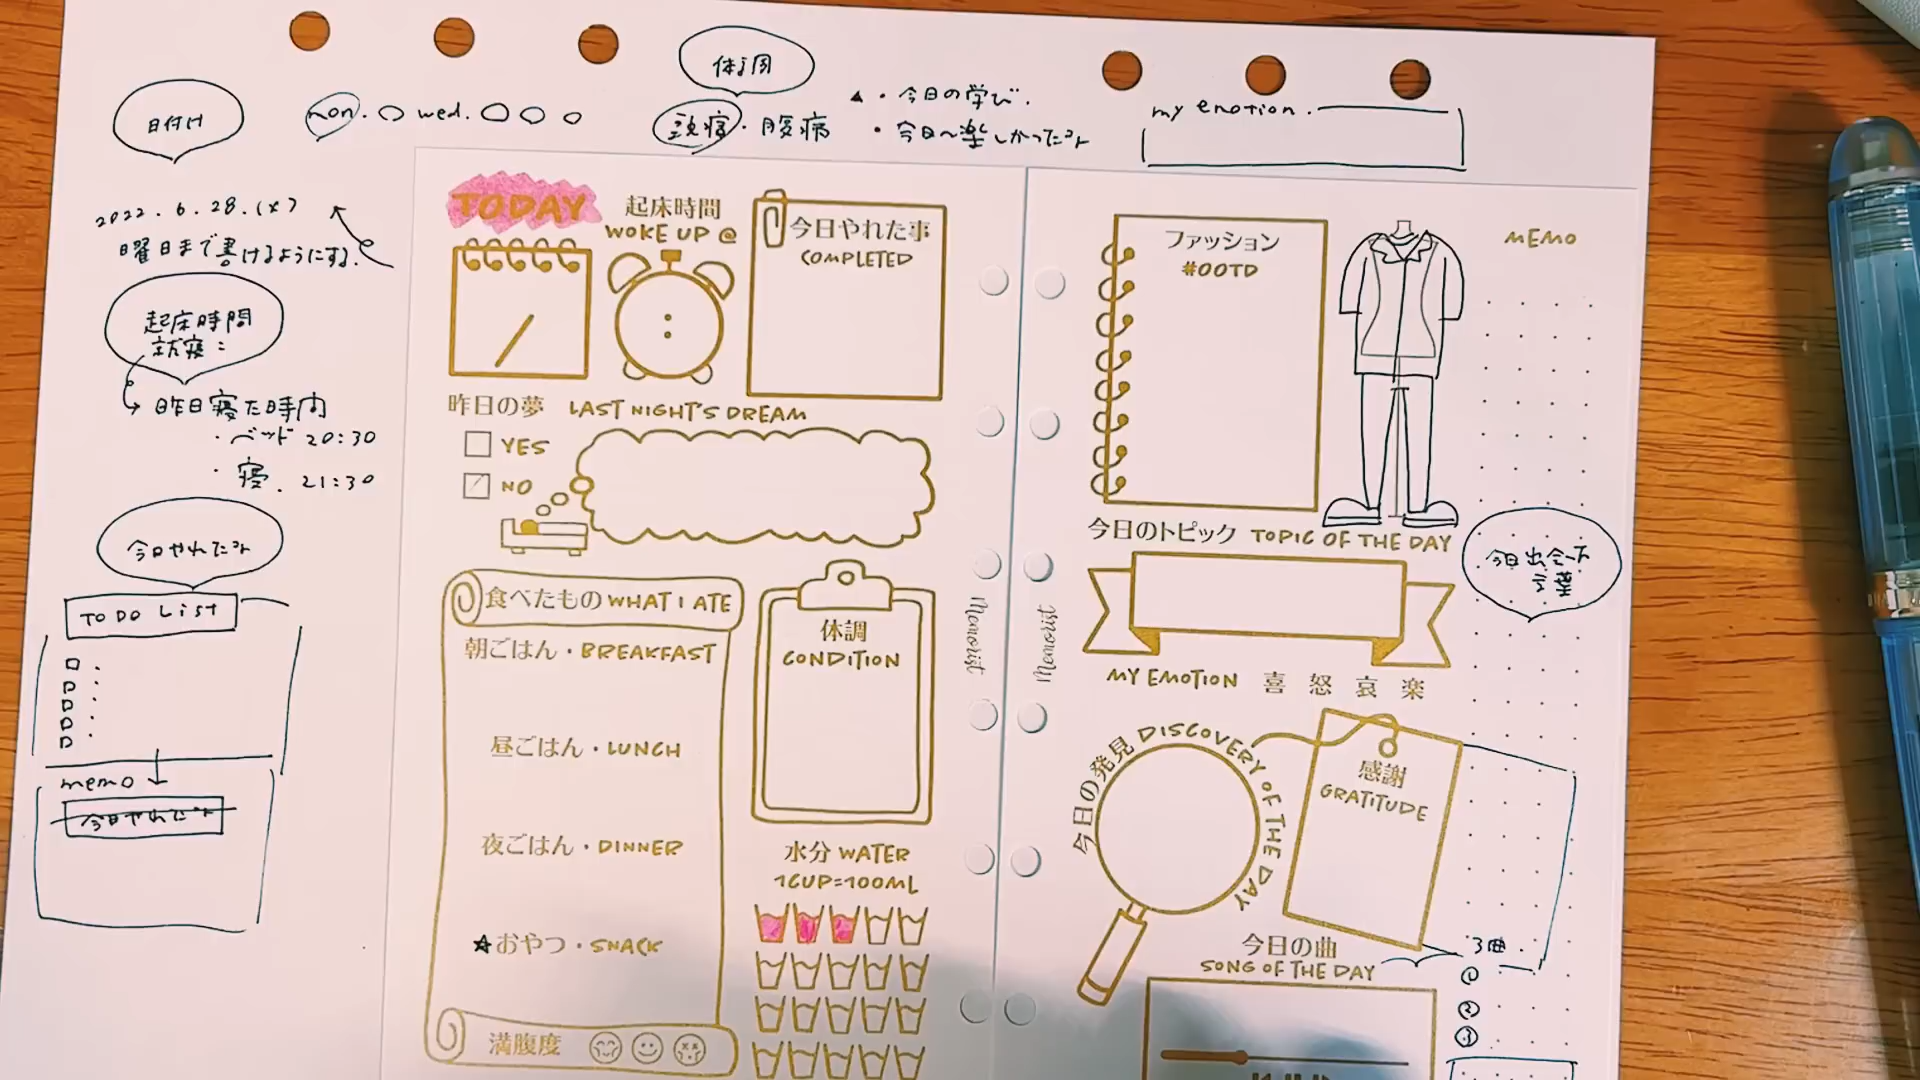 体調
日付け
mon. ○ wed. ○ ○ ○
頭痛・腹痛
・今日の学び.
・今日〜楽しかったコト
my emotion.
2022.6.28.(火)
曜日まで書けるようにする.
起床時間
就寝:
昨日寝た時間
・ベッド 20:30
・寝. 21:30
今日やれたコト
TO DO LIST
memo
今日やれたコト
TODAY
起床時間
WOKE UP @
今日やれた事
COMPLETED
昨日の夢 LAST NIGHT'S DREAM
YES
NO
食べたもの WHAT I ATE
朝ごはん・BREAKFAST
昼ごはん・LUNCH
夜ごはん・DINNER
☆おやつ・SNACK
満腹度
体調
CONDITION
水分 WATER
1CUP=100ML
Memorist
Memorist
ファッション
#OOTD
MEMO
今日のトピック TOPIC OF THE DAY
今日出会った
言葉
MY EMOTION 喜 怒 哀 楽
今日の発見 DISCOVERY OF THE DAY
感謝
GRATITUDE
今日の曲
SONG OF THE DAY
3曲.
①
②
③